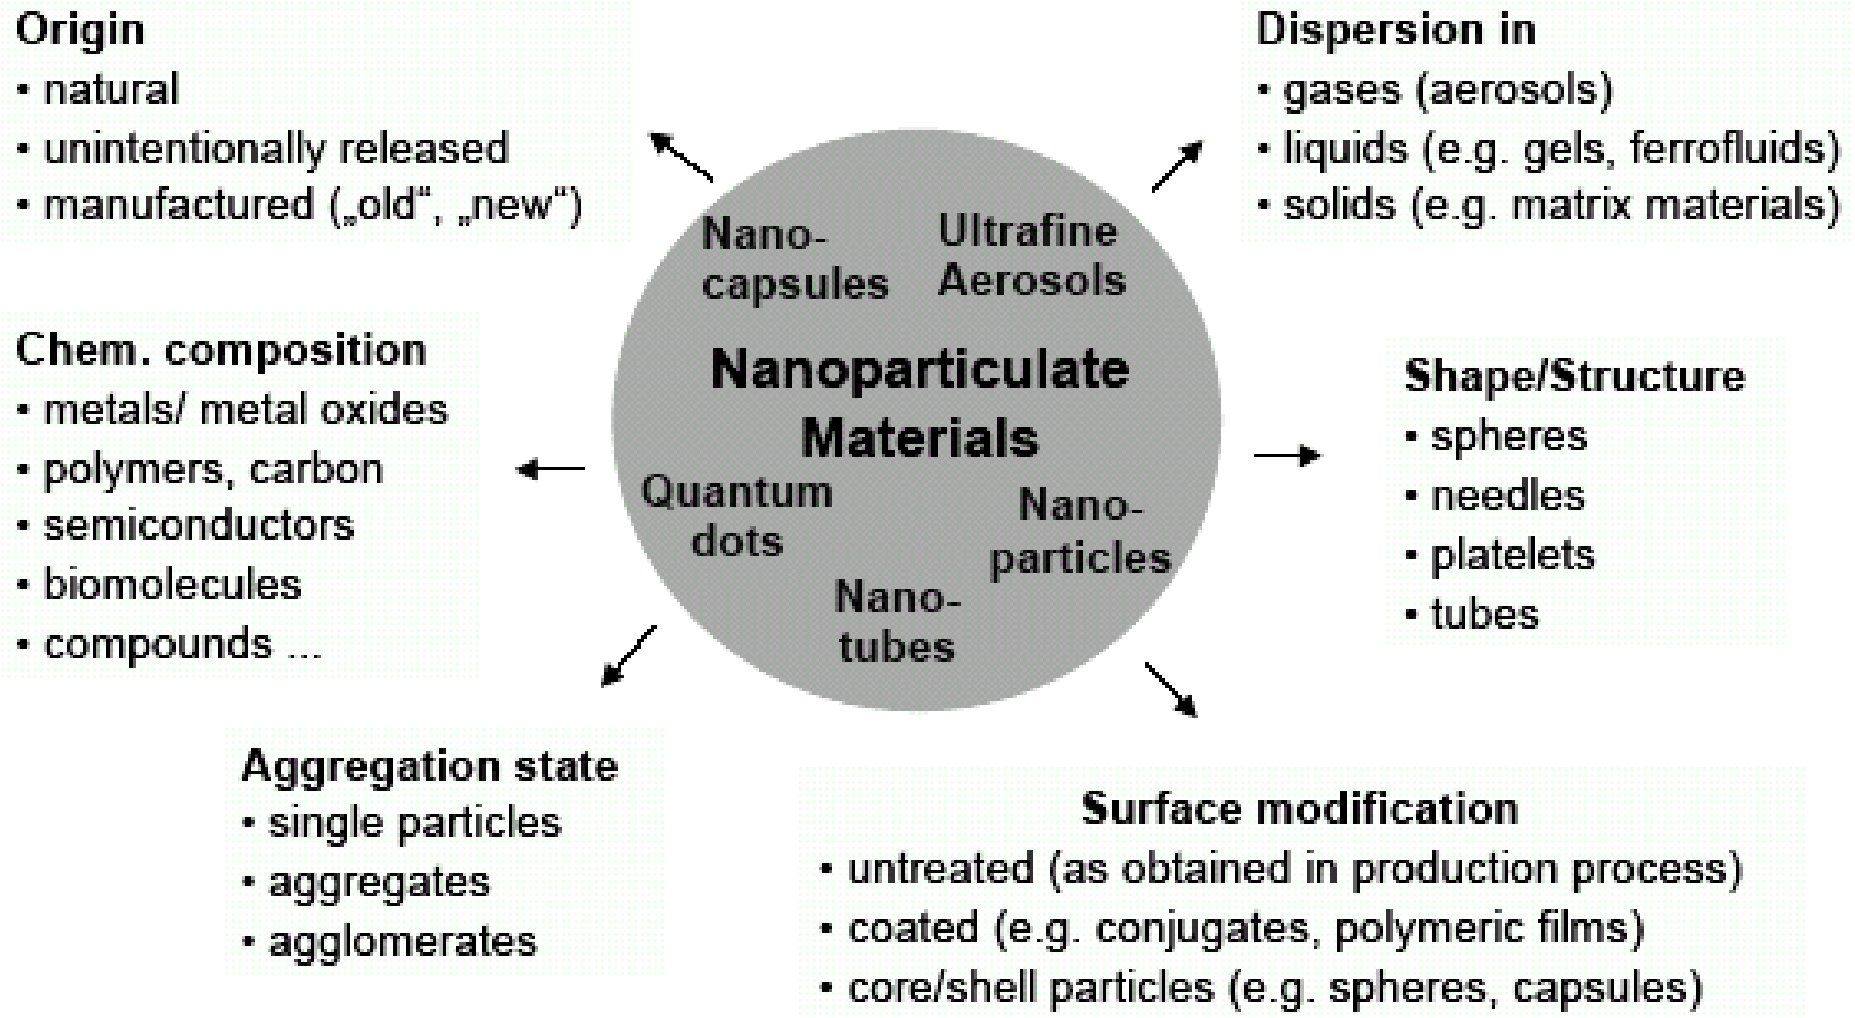 Origin
• natural
• unintentionally released
• manufactured („old“, „new“)
Dispersion in
• gases (aerosols)
• liquids (e.g. gels, ferrofluids)
• solids (e.g. matrix materials)
Nano-
capsules
Ultrafine
Aerosols
Nanoparticulate
Materials
Quantum
dots
Nano-
particles
Nano-
tubes
Chem. composition
• metals/ metal oxides
• polymers, carbon
• semiconductors
• biomolecules
• compounds ...
Shape/Structure
• spheres
• needles
• platelets
• tubes
Aggregation state
• single particles
• aggregates
• agglomerates
Surface modification
• untreated (as obtained in production process)
• coated (e.g. conjugates, polymeric films)
• core/shell particles (e.g. spheres, capsules)